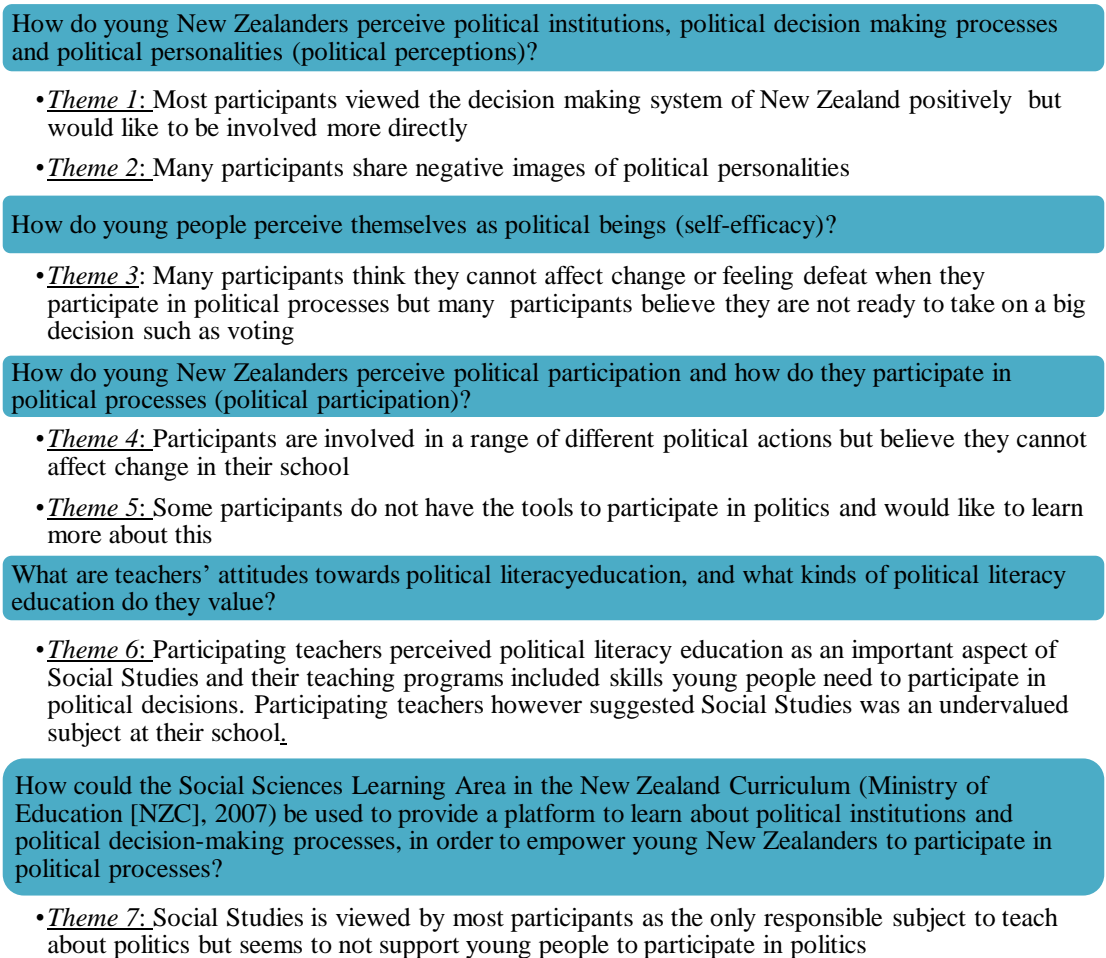 How do young New Zealanders perceive political institutions, political decision making processes
and political personalities (political perceptions)?
•Theme 1: Most participants viewed the decision making system of New Zealand positively but
would like to be involved more directly
•Theme 2: Many participants share negative images of political personalities
How do young people perceive themselves as political beings (self-efficacy)?
•Theme 3: Many participants think they cannot affect change or feeling defeat when they
participate in political processes but many participants believe they are not ready to take on a big
decision such as voting
How do young New Zealanders perceive political participation and how do they participate in
political processes (political participation)?
•Theme 4: Participants are involved in a range of different political actions but believe they cannot
affect change in their school
•Theme 5: Some participants do not have the tools to participate in politics and would like to learn
more about this
What are teachers’ attitudes towards political literacyeducation, and what kinds of political literacy
education do they value?
•Theme 6: Participating teachers perceived political literacy education as an important aspect of
Social Studies and their teaching programs included skills young people need to participate in
political decisions. Participating teachers however suggested Social Studies was an undervalued
subject at their school.
How could the Social Sciences Learning Area in the New Zealand Curriculum (Ministry of
Education [NZC], 2007) be used to provide a platform to learn about political institutions and
political decision-making processes, in order to empower young New Zealanders to participate in
political processes?
•Theme 7: Social Studies is viewed by most participants as the only responsible subject to teach
about politics but seems to not support young people to participate in politics